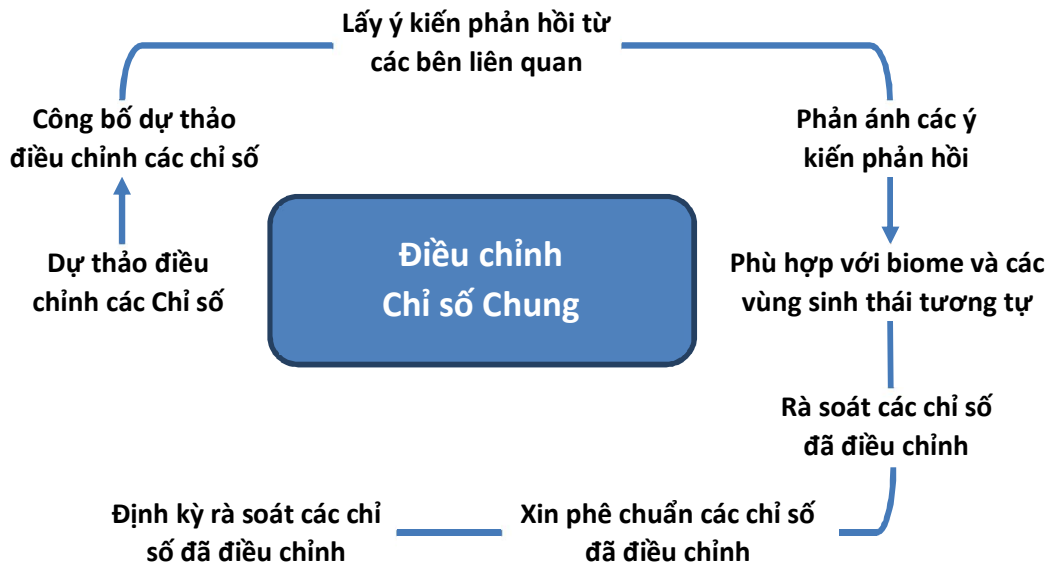 Lấy ý kiến phản hồi từ
các bên liên quan
Công bố dự thảo
điều chỉnh các chỉ số
Phản ánh các ý
kiến phản hồi
Dự thảo điều
chỉnh các Chỉ số
Điều chỉnh
Chỉ số Chung
Phù hợp với biome và các
vùng sinh thái tương tự
Rà soát các chỉ số
đã điều chỉnh
Định kỳ rà soát các chỉ
số đã điều chỉnh
Xin phê chuẩn các chỉ số
đã điều chỉnh